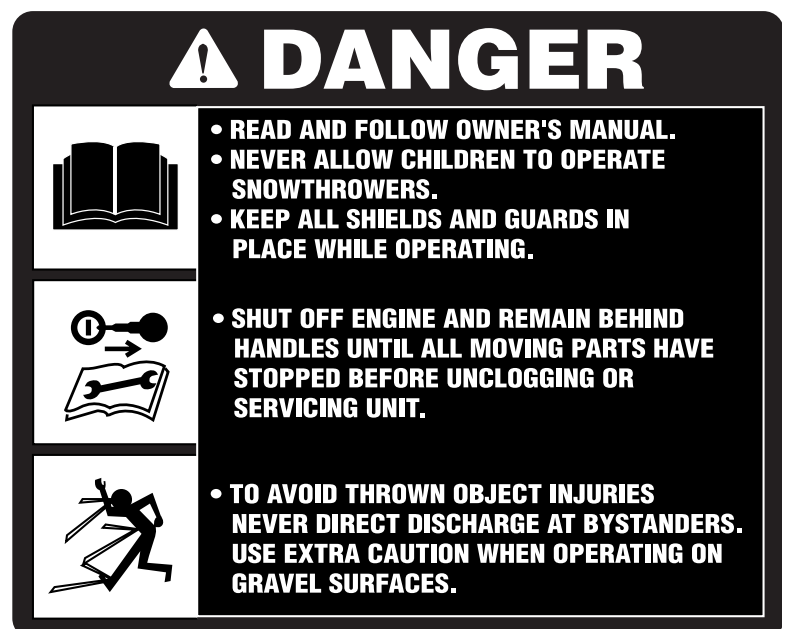 DANGER
• READ AND FOLLOW OWNER'S MANUAL.
• NEVER ALLOW CHILDREN TO OPERATE
SNOWTHROWERS.
• KEEP ALL SHIELDS AND GUARDS IN
PLACE WHILE OPERATING.
• SHUT OFF ENGINE AND REMAIN BEHIND
HANDLES UNTIL ALL MOVING PARTS HAVE
STOPPED BEFORE UNCLOGGING OR
SERVICING UNIT.
• TO AVOID THROWN OBJECT INJURIES
NEVER DIRECT DISCHARGE AT BYSTANDERS.
USE EXTRA CAUTION WHEN OPERATING ON
GRAVEL SURFACES.